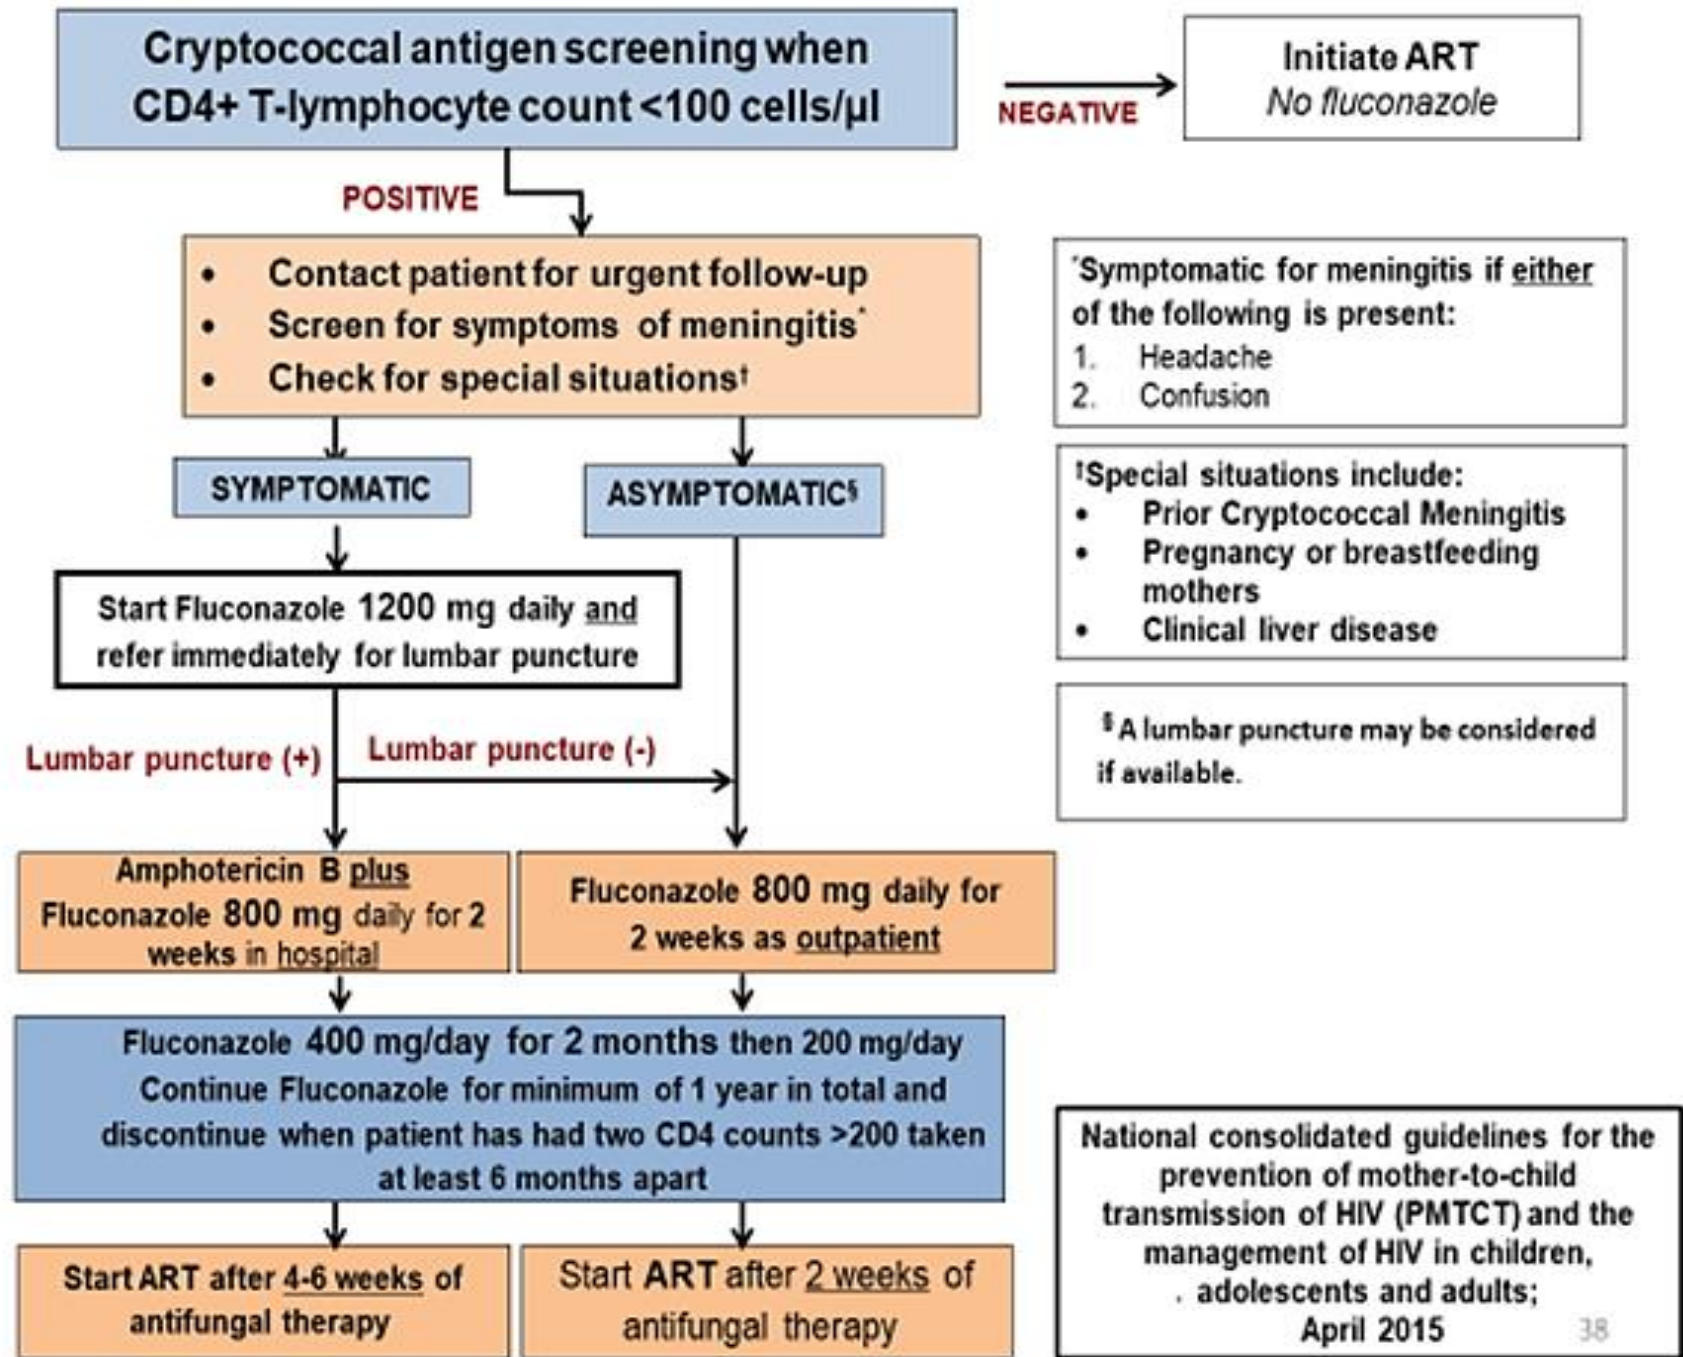 Cryptococcal antigen screening when
CD4+ T-lymphocyte count <100 cells/µl
NEGATIVE
Initiate ART
No fluconazole
POSITIVE
• Contact patient for urgent follow-up
• Screen for symptoms of meningitis*
• Check for special situations†
*Symptomatic for meningitis if either
of the following is present:
1. Headache
2. Confusion
SYMPTOMATIC
ASYMPTOMATIC§
†Special situations include:
• Prior Cryptococcal Meningitis
• Pregnancy or breastfeeding
mothers
• Clinical liver disease
Start Fluconazole 1200 mg daily and
refer immediately for lumbar puncture
§ A lumbar puncture may be considered
if available.
Lumbar puncture (+)
Lumbar puncture (-)
Amphotericin B plus
Fluconazole 800 mg daily for 2
weeks in hospital
Fluconazole 800 mg daily for
2 weeks as outpatient
Fluconazole 400 mg/day for 2 months then 200 mg/day
Continue Fluconazole for minimum of 1 year in total and
discontinue when patient has had two CD4 counts >200 taken
at least 6 months apart
Start ART after 4-6 weeks of
antifungal therapy
Start ART after 2 weeks of
antifungal therapy
National consolidated guidelines for the
prevention of mother-to-child
transmission of HIV (PMTCT) and the
management of HIV in children,
. adolescents and adults;
April 2015
38